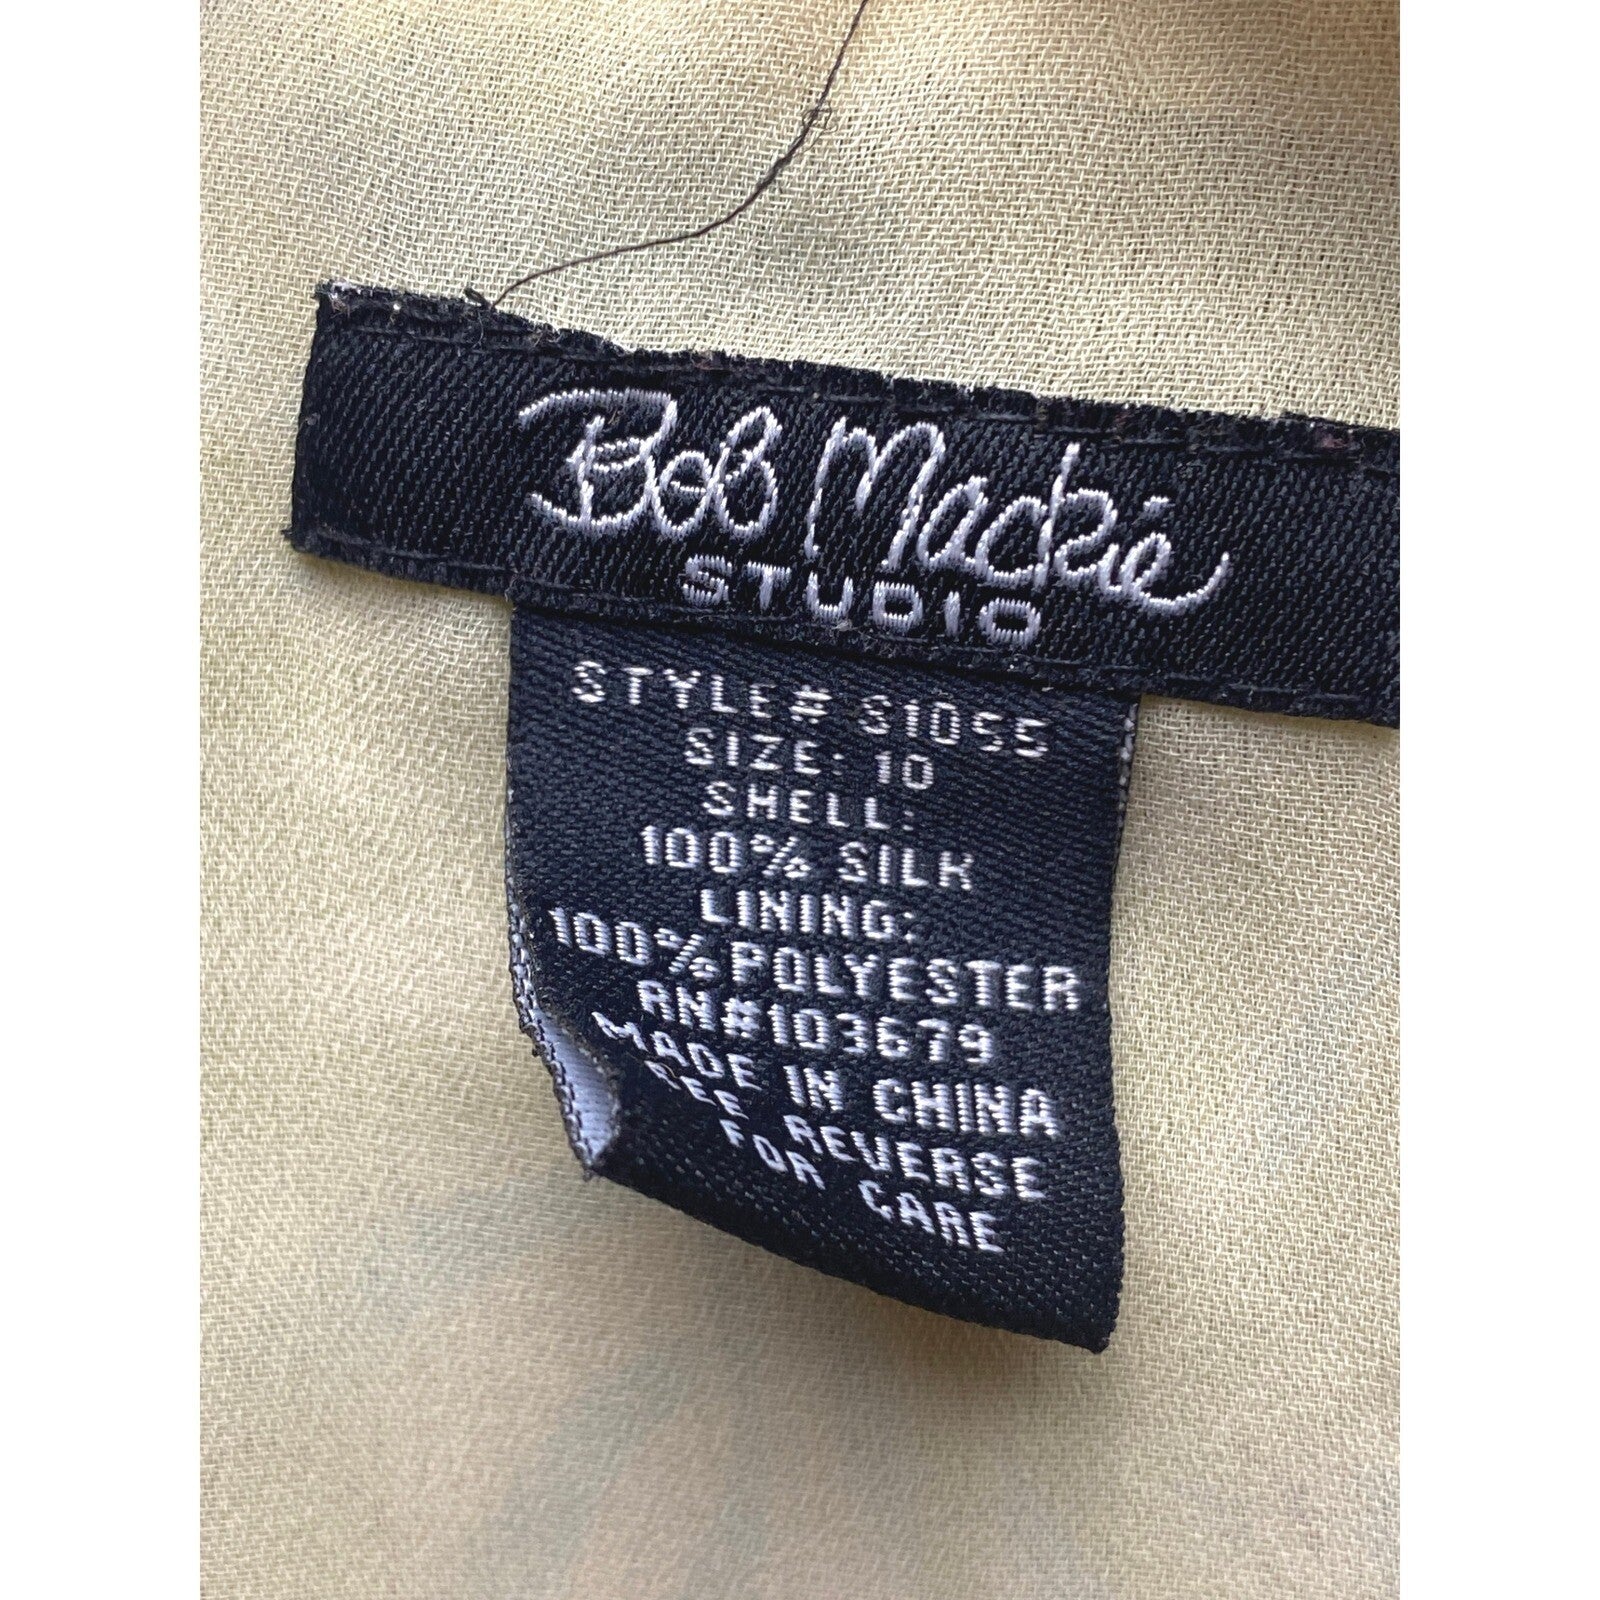 Bob Mackie
STUDIO
STYLE# S1055
SIZE: 10
SHELL:
100% SILK
LINING:
100% POLYESTER
RN#103679
MADE IN CHINA
SEE REVERSE
FOR CARE